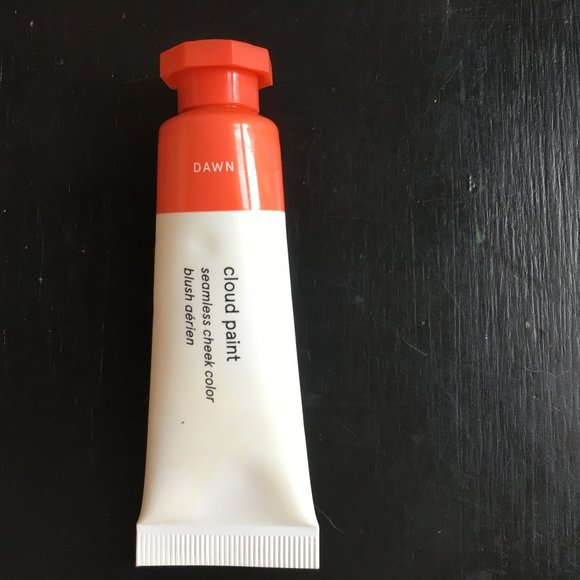 DAWN
cloud paint
seamless cheek color
blush aérien